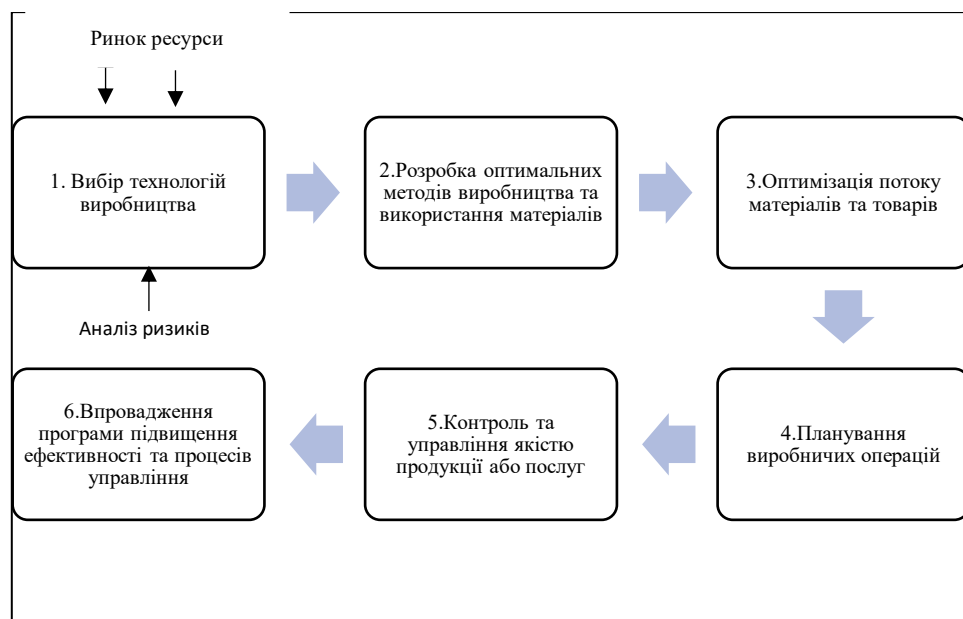 Ринок ресурси
1. Вибір технологій
виробництва
2.Розробка оптимальних
методів виробництва та
використання матеріалів
3.Оптимізація потоку
матеріалів та товарів
Аналіз ризиків
6.Впровадження
програми підвищення
ефективності та процесів
управління
5.Контроль та
управління якістю
продукції або послуг
4.Планування
виробничих операцій